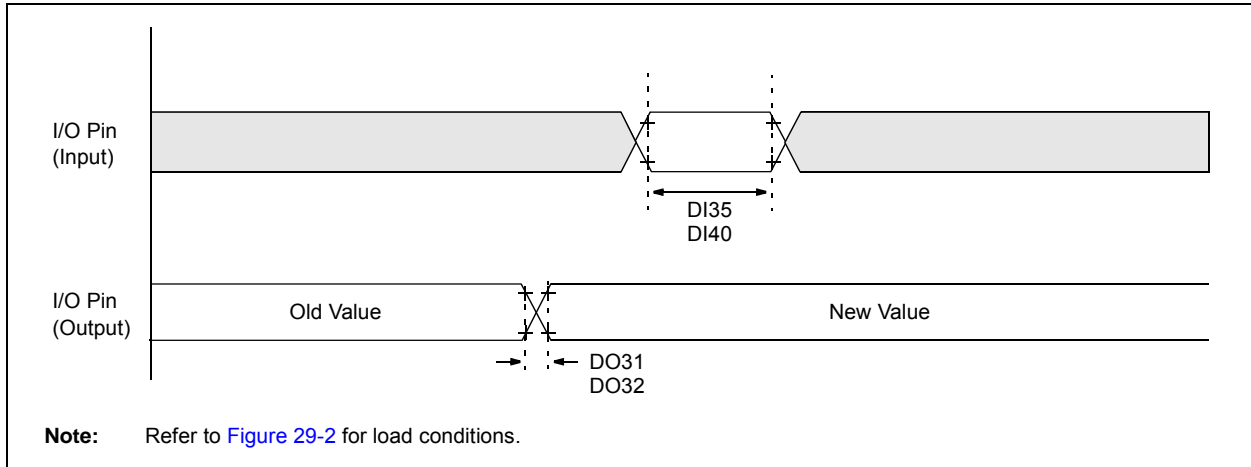 I/O Pin
(Input)
DI35
DI40
I/O Pin
(Output)
Old Value
New Value
DO31
DO32
Note: Refer to Figure 29-2 for load conditions.